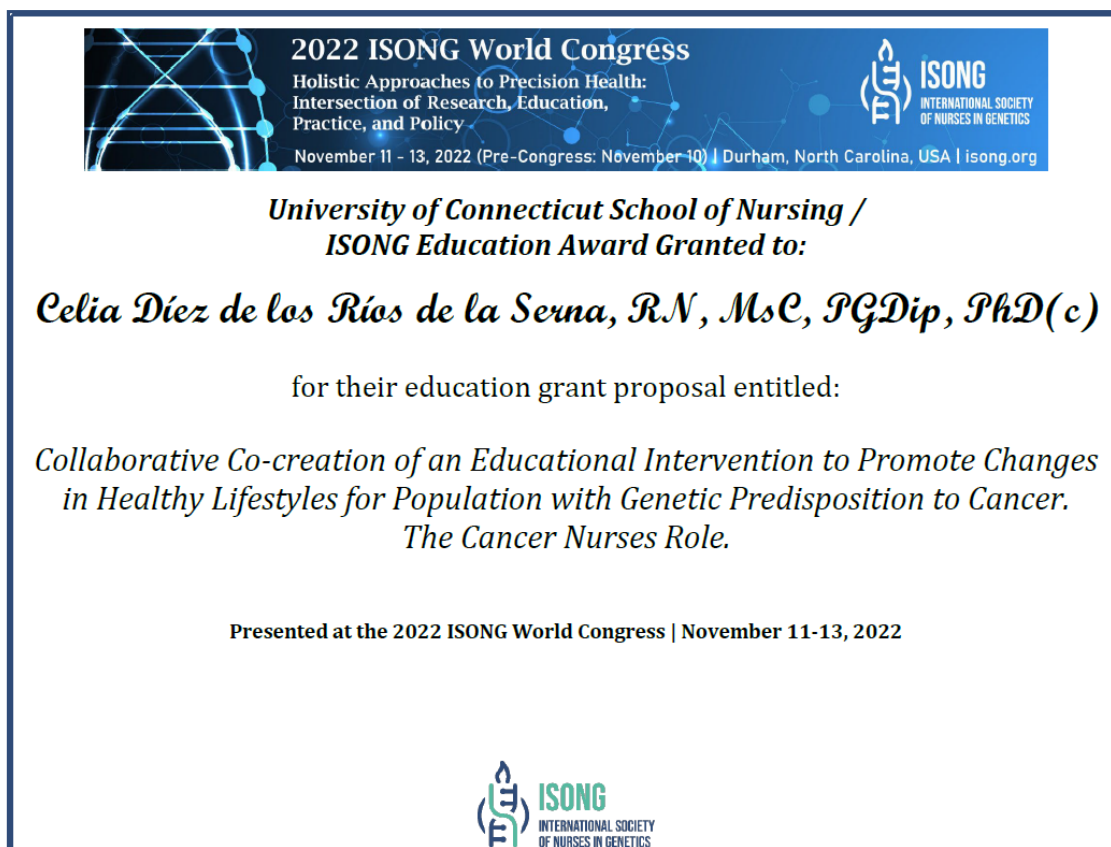 2022 ISONG World Congress
Holistic Approaches to Precision Health:
Intersection of Research, Education,
Practice, and Policy
November 11 - 13, 2022 (Pre-Congress: November 10) | Durham, North Carolina, USA | isong.org
ISONG
INTERNATIONAL SOCIETY
OF NURSES IN GENETICS
University of Connecticut School of Nursing /
ISONG Education Award Granted to:
Celia Díez de los Ríos de la Serna, RN, MsC, PGDip, PhD(c)
for their education grant proposal entitled:
Collaborative Co-creation of an Educational Intervention to Promote Changes
in Healthy Lifestyles for Population with Genetic Predisposition to Cancer.
The Cancer Nurses Role.
Presented at the 2022 ISONG World Congress | November 11-13, 2022
ISONG
INTERNATIONAL SOCIETY
OF NURSES IN GENETICS